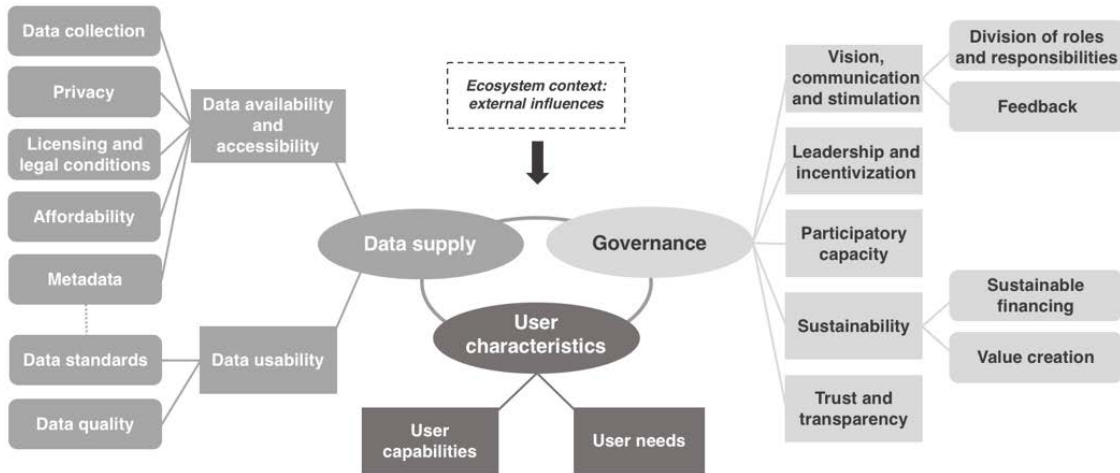 Data collection
Privacy
Licensing and
legal conditions
Affordability
Metadata
Data standards
Data quality
Data availability
and
accessibility
Data usability
Ecosystem context:
external influences
Data supply
Governance
User
characteristics
User
capabilities
User needs
Vision,
communication
and stimulation
Leadership and
incentivization
Participatory
capacity
Sustainability
Trust and
transparency
Division of roles
and responsibilities
Feedback
Sustainable
financing
Value creation